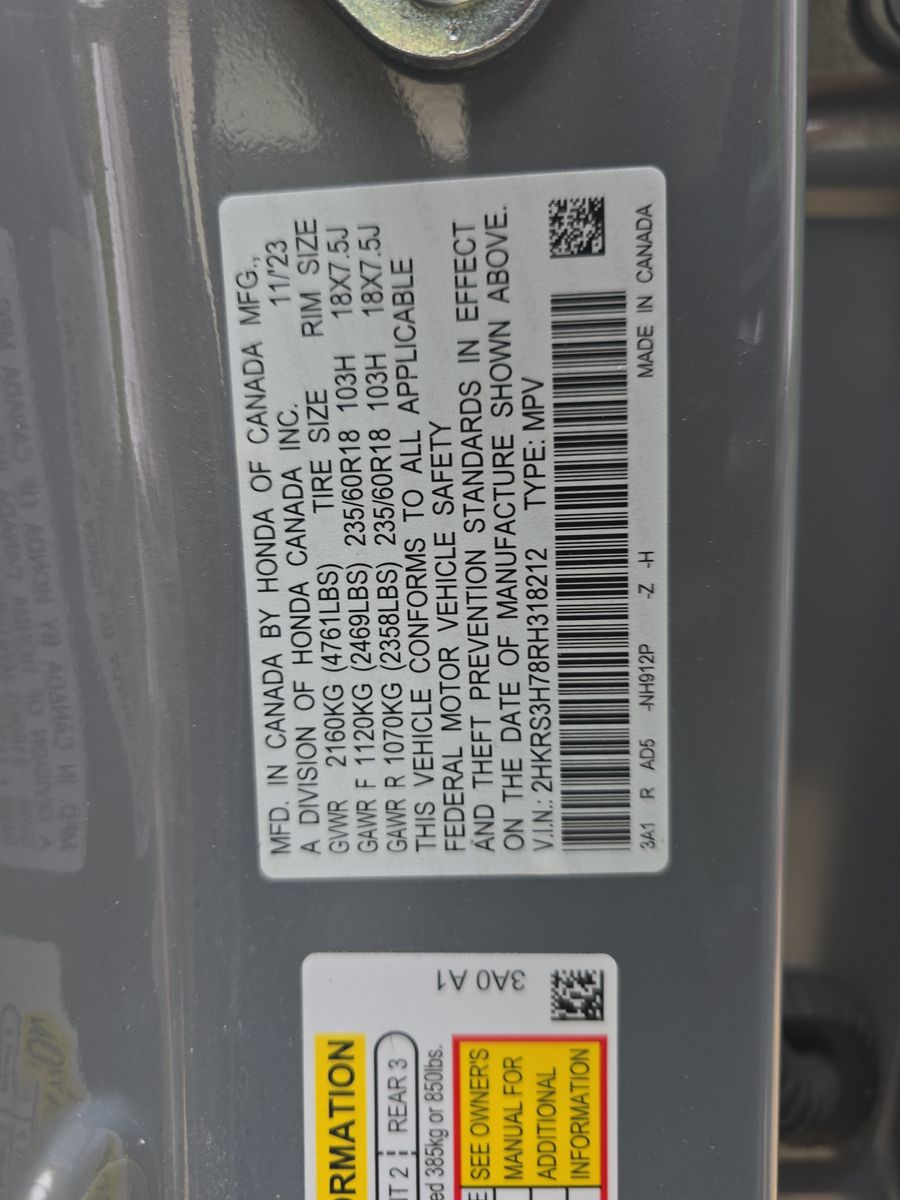 MFD. IN CANADA BY HONDA OF CANADA MFG.,
A DIVISION OF HONDA CANADA INC. 11/'23
GVWR 2160KG (4761LBS) TIRE SIZE RIM SIZE
GAWR F 1120KG (2469LBS) 235/60R18 103H 18X7.5J
GAWR R 1070KG (2358LBS) 235/60R18 103H 18X7.5J
THIS VEHICLE CONFORMS TO ALL APPLICABLE
FEDERAL MOTOR VEHICLE SAFETY
AND THEFT PREVENTION STANDARDS IN EFFECT
ON THE DATE OF MANUFACTURE SHOWN ABOVE.
V.I.N.: 2HKRS3H78RH318212 TYPE: MPV
3A1 R AD5 -NH912P -Z -H MADE IN CANADA
3A0 A1
REAR 3
385kg or 850lbs.
SEE OWNER'S
MANUAL FOR
ADDITIONAL
INFORMATION